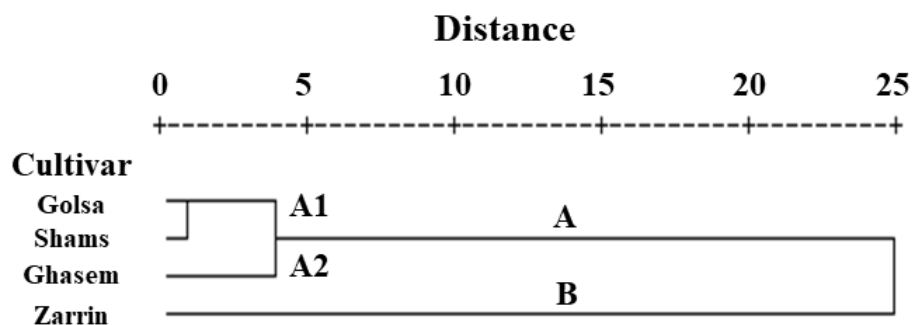 Distance
0 5 10 15 20 25
Cultivar
Golsa A1
Shams A
Ghasem A2
Zarrin B